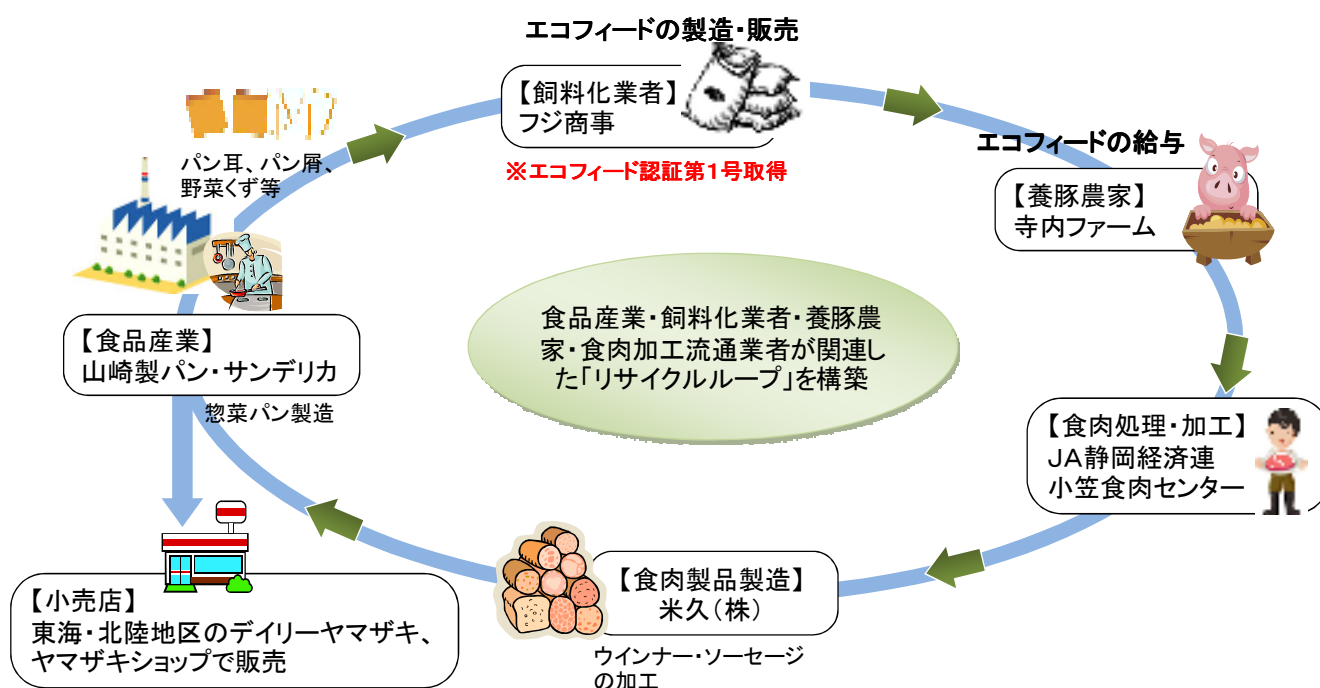 エコフィードの製造・販売
【飼料化業者】
フジ商事
※エコフィード認証第1号取得
パン耳、パン屑、
野菜くず等
エコフィードの給与
【養豚農家】
寺内ファーム
食品産業・飼料化業者・養豚農
家・食肉加工流通業者が関連し
た「リサイクルループ」を構築
【食品産業】
山崎製パン・サンデリカ
惣菜パン製造
【食肉処理・加工】
JA静岡経済連
小笠食肉センター
【食肉製品製造】
米久(株)
ウインナー・ソーセージ
の加工
【小売店】
東海・北陸地区のデイリーヤマザキ、
ヤマザキショップで販売